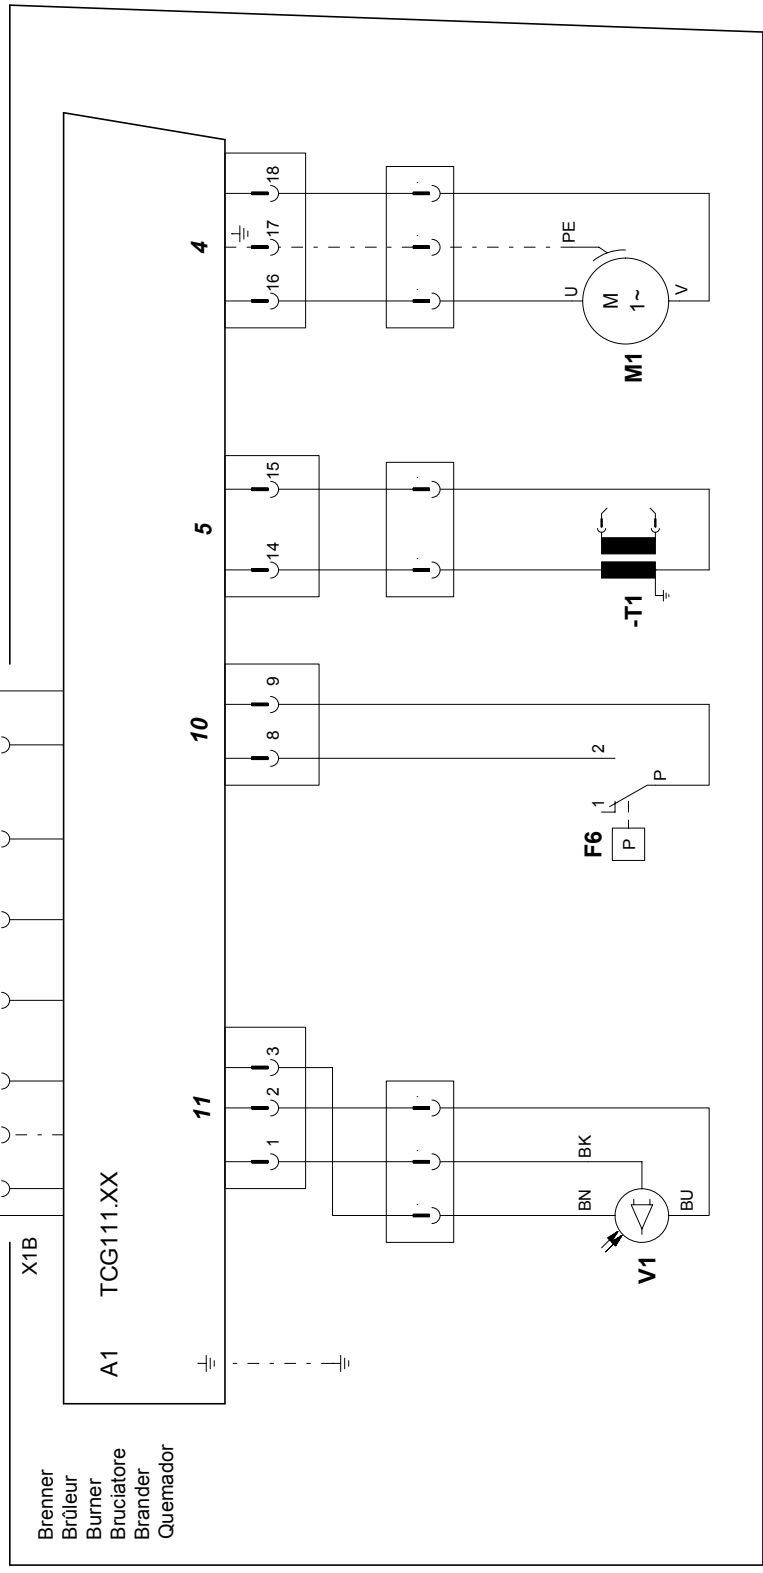 Brenner
Brûleur
Burner
Bruciatore
Brander
Quemador
X1B
A1 TCG111.XX
11
10
5
4
1 2 3
8 9
14 15
16 17 18
BN BK
BU
V1
F6
P
1
2
P
-T1
U
PE
M
1~
V
M1